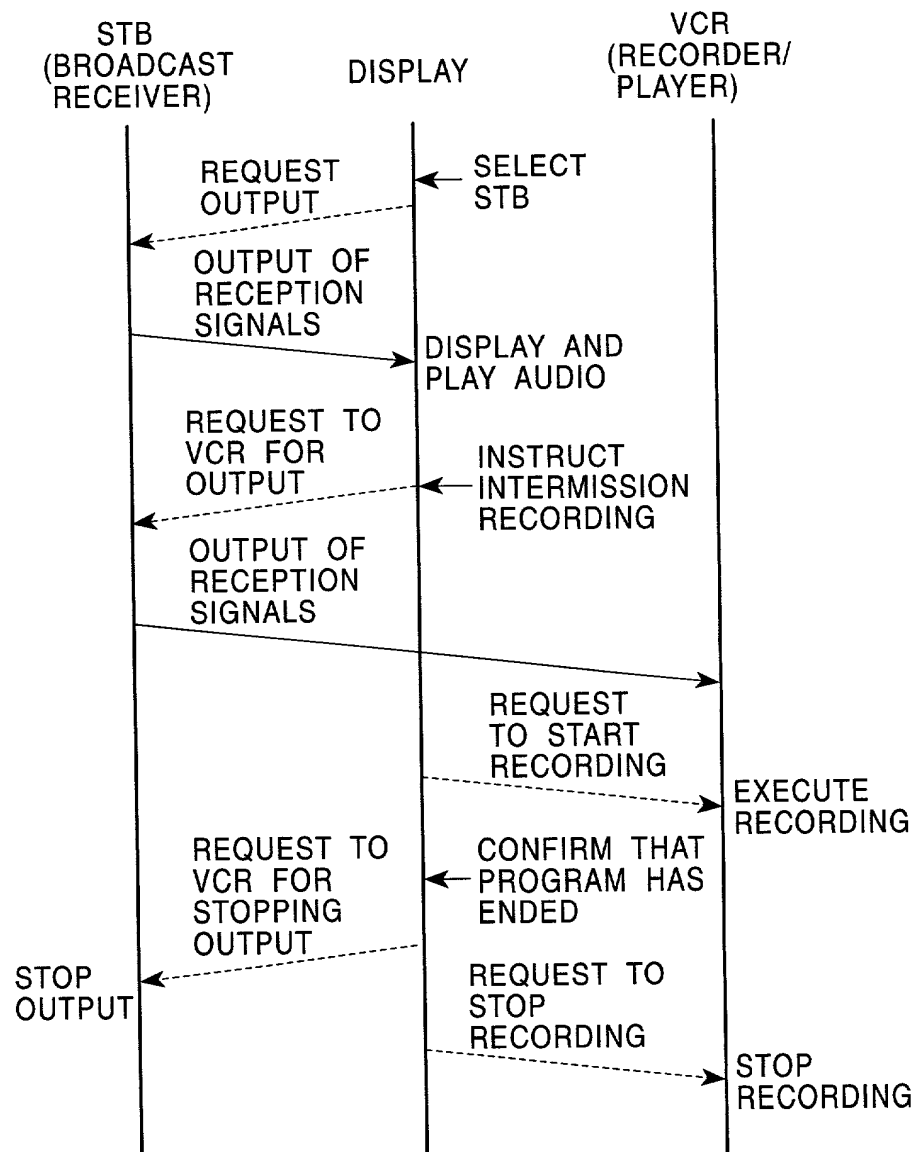 STB
(BROADCAST
RECEIVER)
DISPLAY
VCR
(RECORDER/
PLAYER)
SELECT
STB
REQUEST
OUTPUT
OUTPUT OF
RECEPTION
SIGNALS
DISPLAY AND
PLAY AUDIO
REQUEST TO
VCR FOR
OUTPUT
INSTRUCT
INTERMISSION
RECORDING
OUTPUT OF
RECEPTION
SIGNALS
REQUEST
TO START
RECORDING
EXECUTE
RECORDING
CONFIRM THAT
PROGRAM HAS
ENDED
REQUEST TO
VCR FOR
STOPPING
OUTPUT
STOP
OUTPUT
REQUEST TO
STOP
RECORDING
STOP
RECORDING